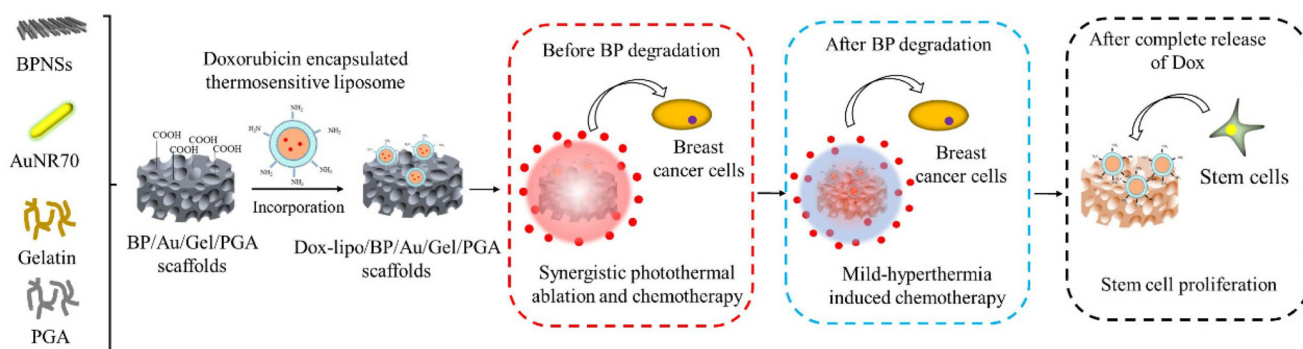 BPNSs
AuNR70
Gelatin
PGA
Doxorubicin encapsulated
thermosensitive liposome
COOH
COOH
COOH
COOH
NH2
H2N
NH2
NH2
NH2
NH2
Incorporation
BP/Au/Gel/PGA
scaffolds
Dox-lipo/BP/Au/Gel/PGA
scaffolds
Before BP degradation
Breast
cancer cells
Synergistic photothermal
ablation and chemotherapy
After BP degradation
Breast
cancer cells
Mild-hyperthermia
induced chemotherapy
After complete release
of Dox
Stem cells
Stem cell proliferation